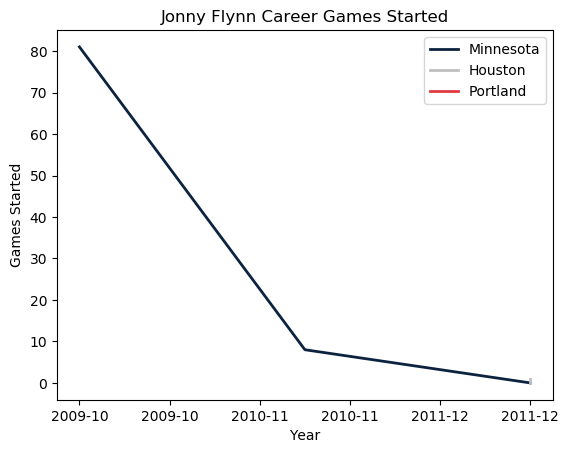 Jonny Flynn Career Games Started
Minnesota
Houston
Portland
80
70
60
50
40
30
20
10
0
Games Started
2009-10 2009-10 2010-11 2010-11 2011-12 2011-12
Year